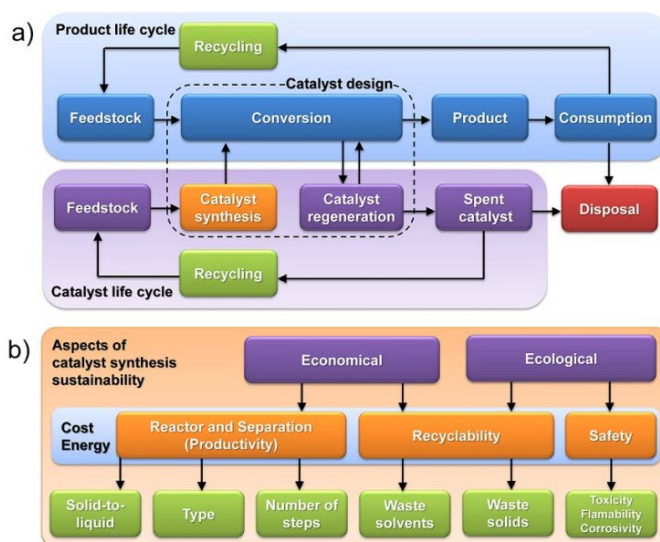 a)
Product life cycle
Recycling
Catalyst design
Feedstock
Conversion
Product
Consumption
Feedstock
Catalyst
synthesis
Catalyst
regeneration
Spent
catalyst
Disposal
Recycling
Catalyst life cycle
b)
Aspects of
catalyst synthesis
sustainability
Economical
Ecological
Cost
Energy
Reactor and Separation
(Productivity)
Recyclability
Safety
Solid-to-
liquid
Type
Number of
steps
Waste
solvents
Waste
solids
Toxicity
Flamability
Corrosivity